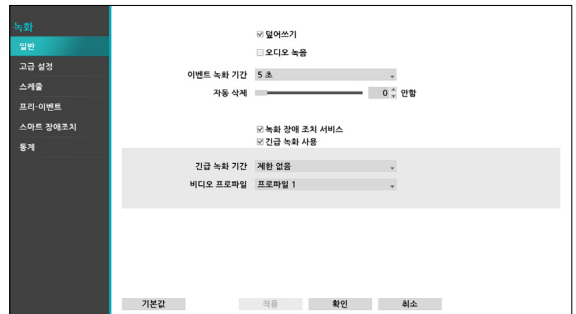 녹화
일반
고급 설정
스케줄
프리-이벤트
스마트 장애조치
통계
덮어쓰기
오디오 녹음
이벤트 녹화 기간 5 초
자동 삭제 0 안함
녹화 장애 조치 서비스
긴급 녹화 사용
긴급 녹화 기간 제한 없음
비디오 프로파일 프로파일 1
기본값 적용 확인 취소